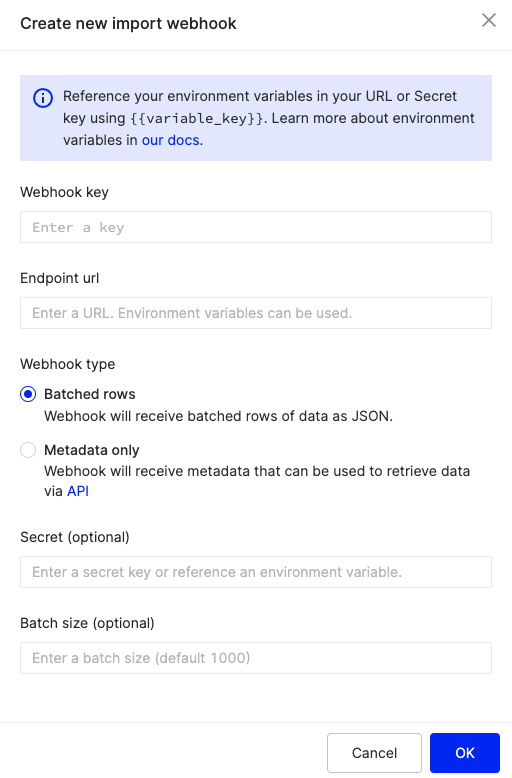 Create new import webhook
Reference your environment variables in your URL or Secret
key using {{variable_key}}. Learn more about environment
variables in our docs.
Webhook key
Enter a key
Endpoint url
Enter a URL. Environment variables can be used.
Webhook type
Batched rows
Webhook will receive batched rows of data as JSON.
Metadata only
Webhook will receive metadata that can be used to retrieve data
via API
Secret (optional)
Enter a secret key or reference an environment variable.
Batch size (optional)
Enter a batch size (default 1000)
Cancel
OK